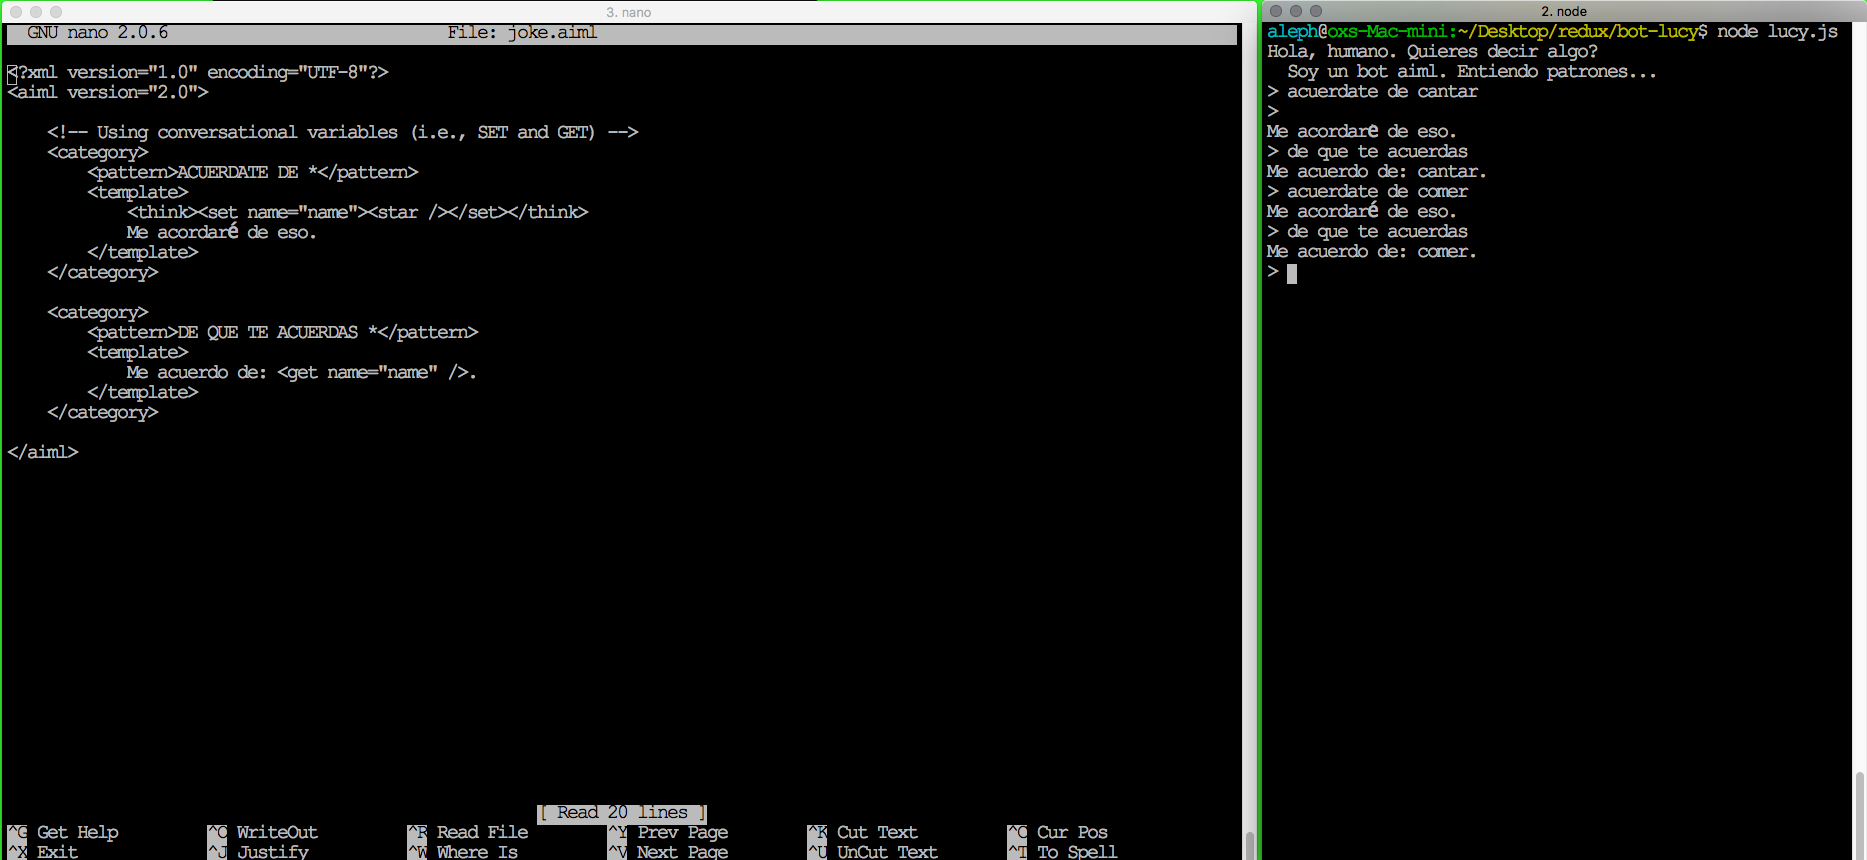 3. nano
GNU nano 2.0.6 File: joke.aiml
<?xml version="1.0" encoding="UTF-8"?>
<aiml version="2.0">
<!-- Using conversational variables (i.e., SET and GET) -->
<category>
<pattern>ACUERDATE DE *</pattern>
<template>
<think><set name="name"><star /></set></think>
Me acordaré de eso.
</template>
</category>
<category>
<pattern>DE QUE TE ACUERDAS *</pattern>
<template>
Me acuerdo de: <get name="name" />.
</template>
</category>
</aiml>
[ Read 20 lines ]
^G Get Help ^O WriteOut ^R Read File ^Y Prev Page ^K Cut Text ^C Cur Pos
^X Exit ^J Justify ^W Where Is ^V Next Page ^U UnCut Text ^T To Spell
2. node
aleph@oxs-Mac-mini:~/Desktop/redux/bot-lucy$ node lucy.js
Hola, humano. Quieres decir algo?
Soy un bot aiml. Entiendo patrones...
> acuerdate de cantar
>
Me acordaré de eso.
> de que te acuerdas
Me acuerdo de: cantar.
> acuerdate de comer
Me acordaré de eso.
> de que te acuerdas
Me acuerdo de: comer.
>